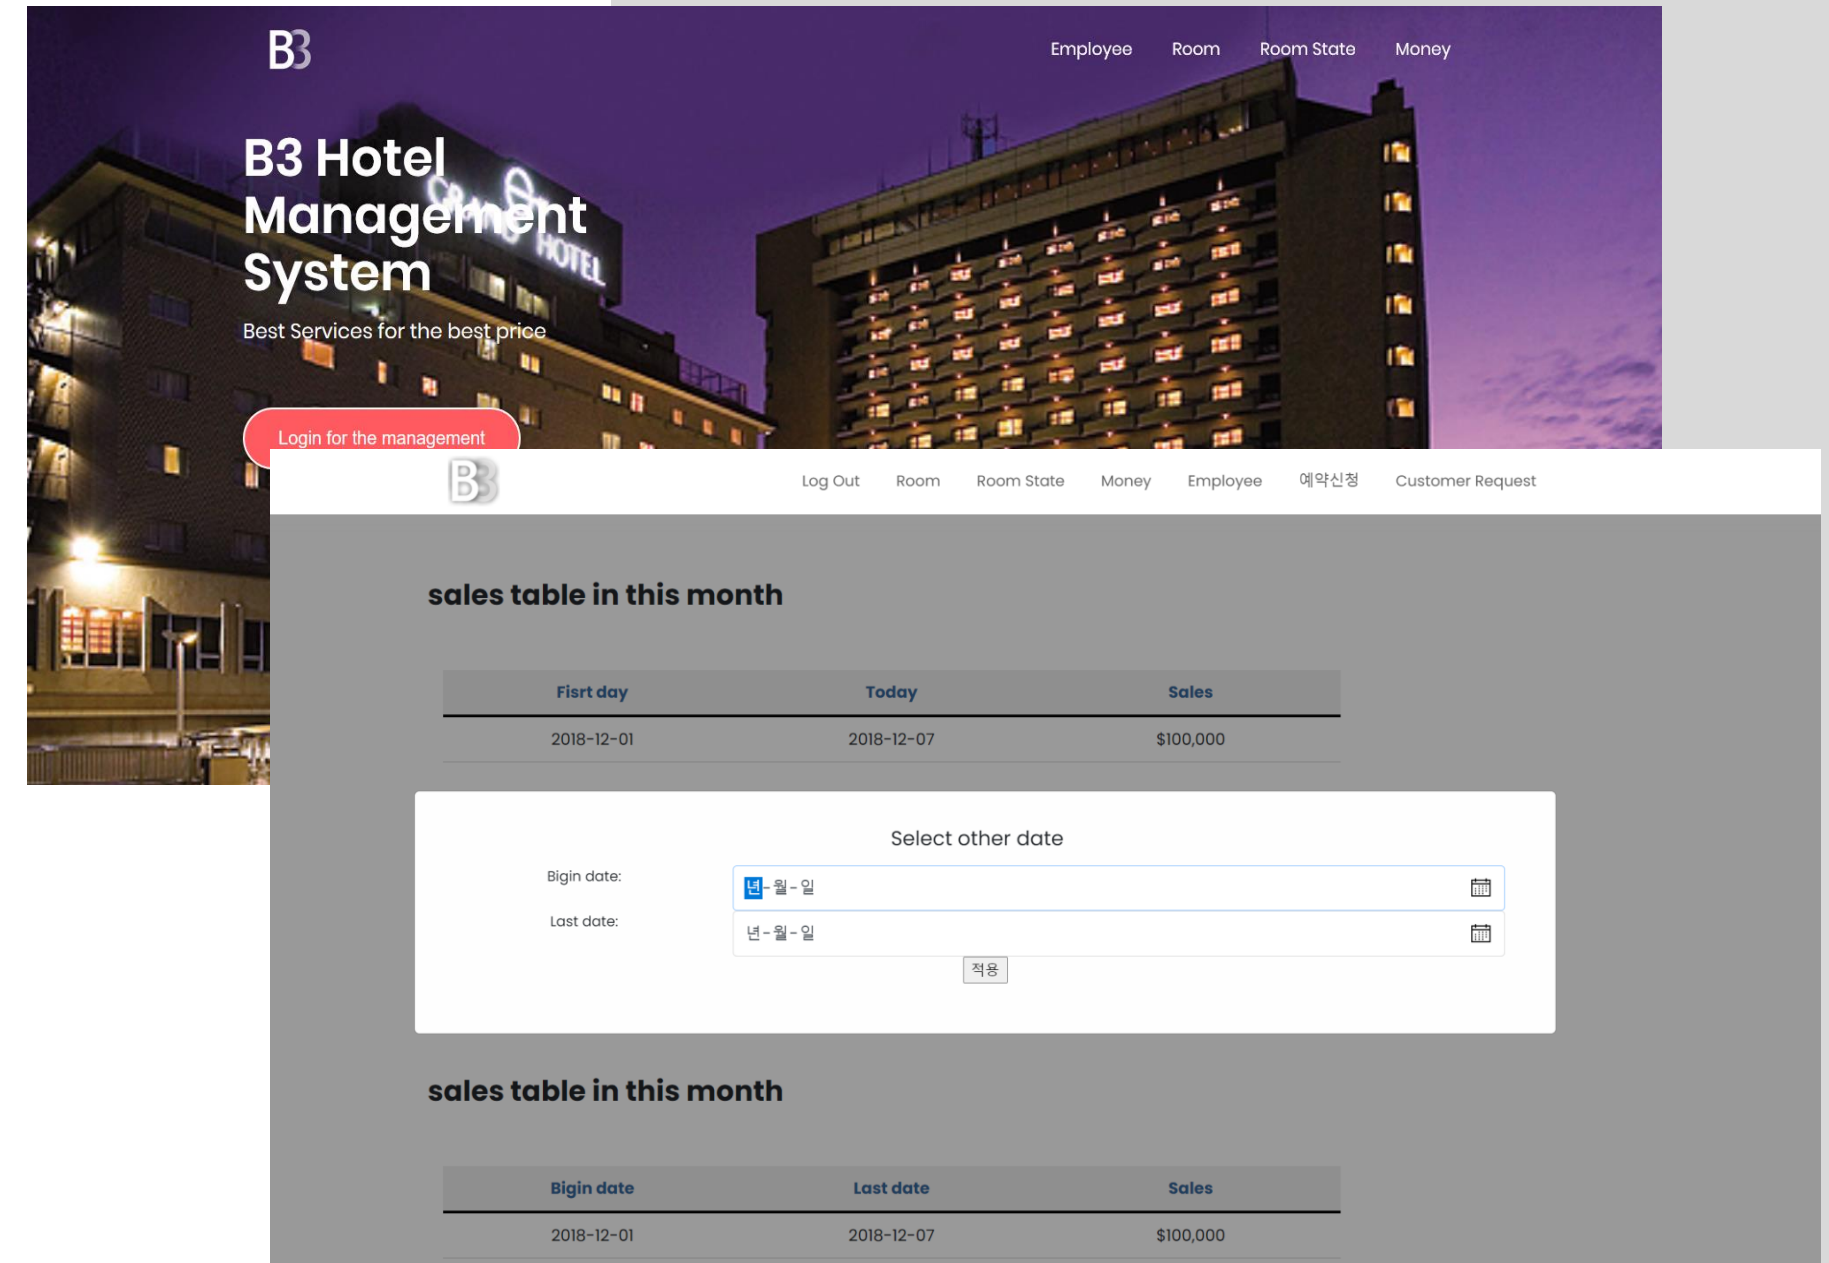 B3
Employee Room Room State Money
B3 Hotel
Management
System
HOTEL
Best Services for the best price
Login for the management
B3
Log Out Room Room State Money Employee 예약신청 Customer Request
sales table in this month
Fisrt day Today Sales
2018-12-01 2018-12-07 $100,000
Select other date
Bigin date:
년-월-일
Last date:
년-월-일
적용
sales table in this month
Bigin date Last date Sales
2018-12-01 2018-12-07 $100,000